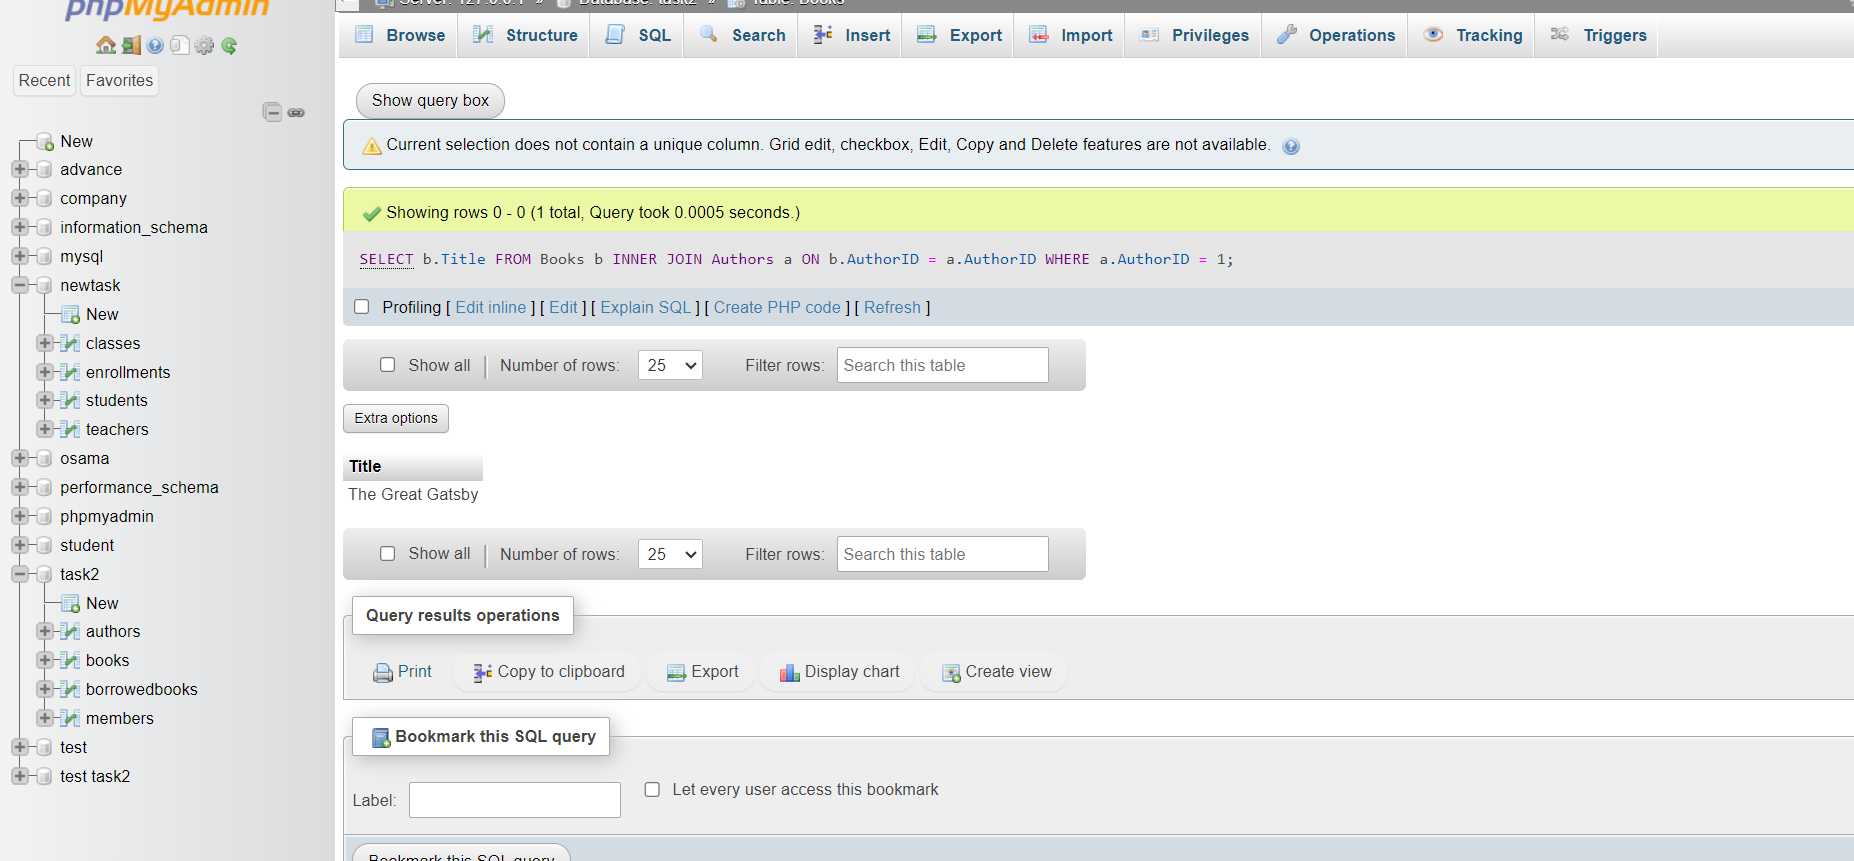 phpMyAdmin
Server: 127.0.0.1 » Database: task2 » Table: Books
Browse Structure SQL Search Insert Export Import Privileges Operations Tracking Triggers
Recent Favorites
New
advance
company
information_schema
mysql
newtask
New
classes
enrollments
students
teachers
osama
performance_schema
phpmyadmin
student
task2
New
authors
books
borrowedbooks
members
test
test task2
Show query box
Current selection does not contain a unique column. Grid edit, checkbox, Edit, Copy and Delete features are not available.
Showing rows 0 - 0 (1 total, Query took 0.0005 seconds.)
SELECT b.Title FROM Books b INNER JOIN Authors a ON b.AuthorID = a.AuthorID WHERE a.AuthorID = 1;
Profiling [ Edit inline ] [ Edit ] [ Explain SQL ] [ Create PHP code ] [ Refresh ]
Show all | Number of rows: 25 Filter rows: Search this table
Extra options
Title
The Great Gatsby
Show all | Number of rows: 25 Filter rows: Search this table
Query results operations
Print Copy to clipboard Export Display chart Create view
Bookmark this SQL query
Label: Let every user access this bookmark
Bookmark this SQL query